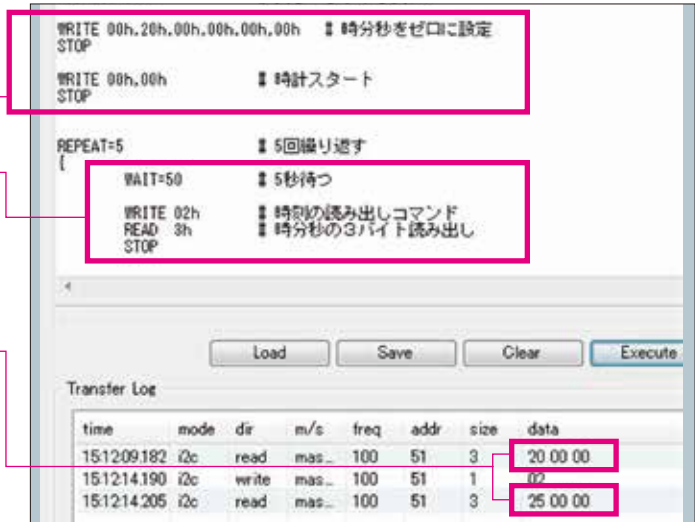 WRITE 00h,20h,00h,00h,00h,00h # 時分秒をゼロに設定
STOP
WRITE 00h,00h # 時計スタート
STOP
REPEAT=5 # 5回繰り返す
{
WAIT=50 # 5秒待つ
WRITE 02h # 時刻の読み出しコマンド
READ 3h # 時分秒の3バイト読み出し
STOP
Load Save Clear Execute
Transfer Log
time mode dir m/s freq addr size data
15:12:09.182 i2c read mas... 100 51 3 20 00 00
15:12:14.190 i2c write mas... 100 51 1 02
15:12:14.205 i2c read mas... 100 51 3 25 00 00